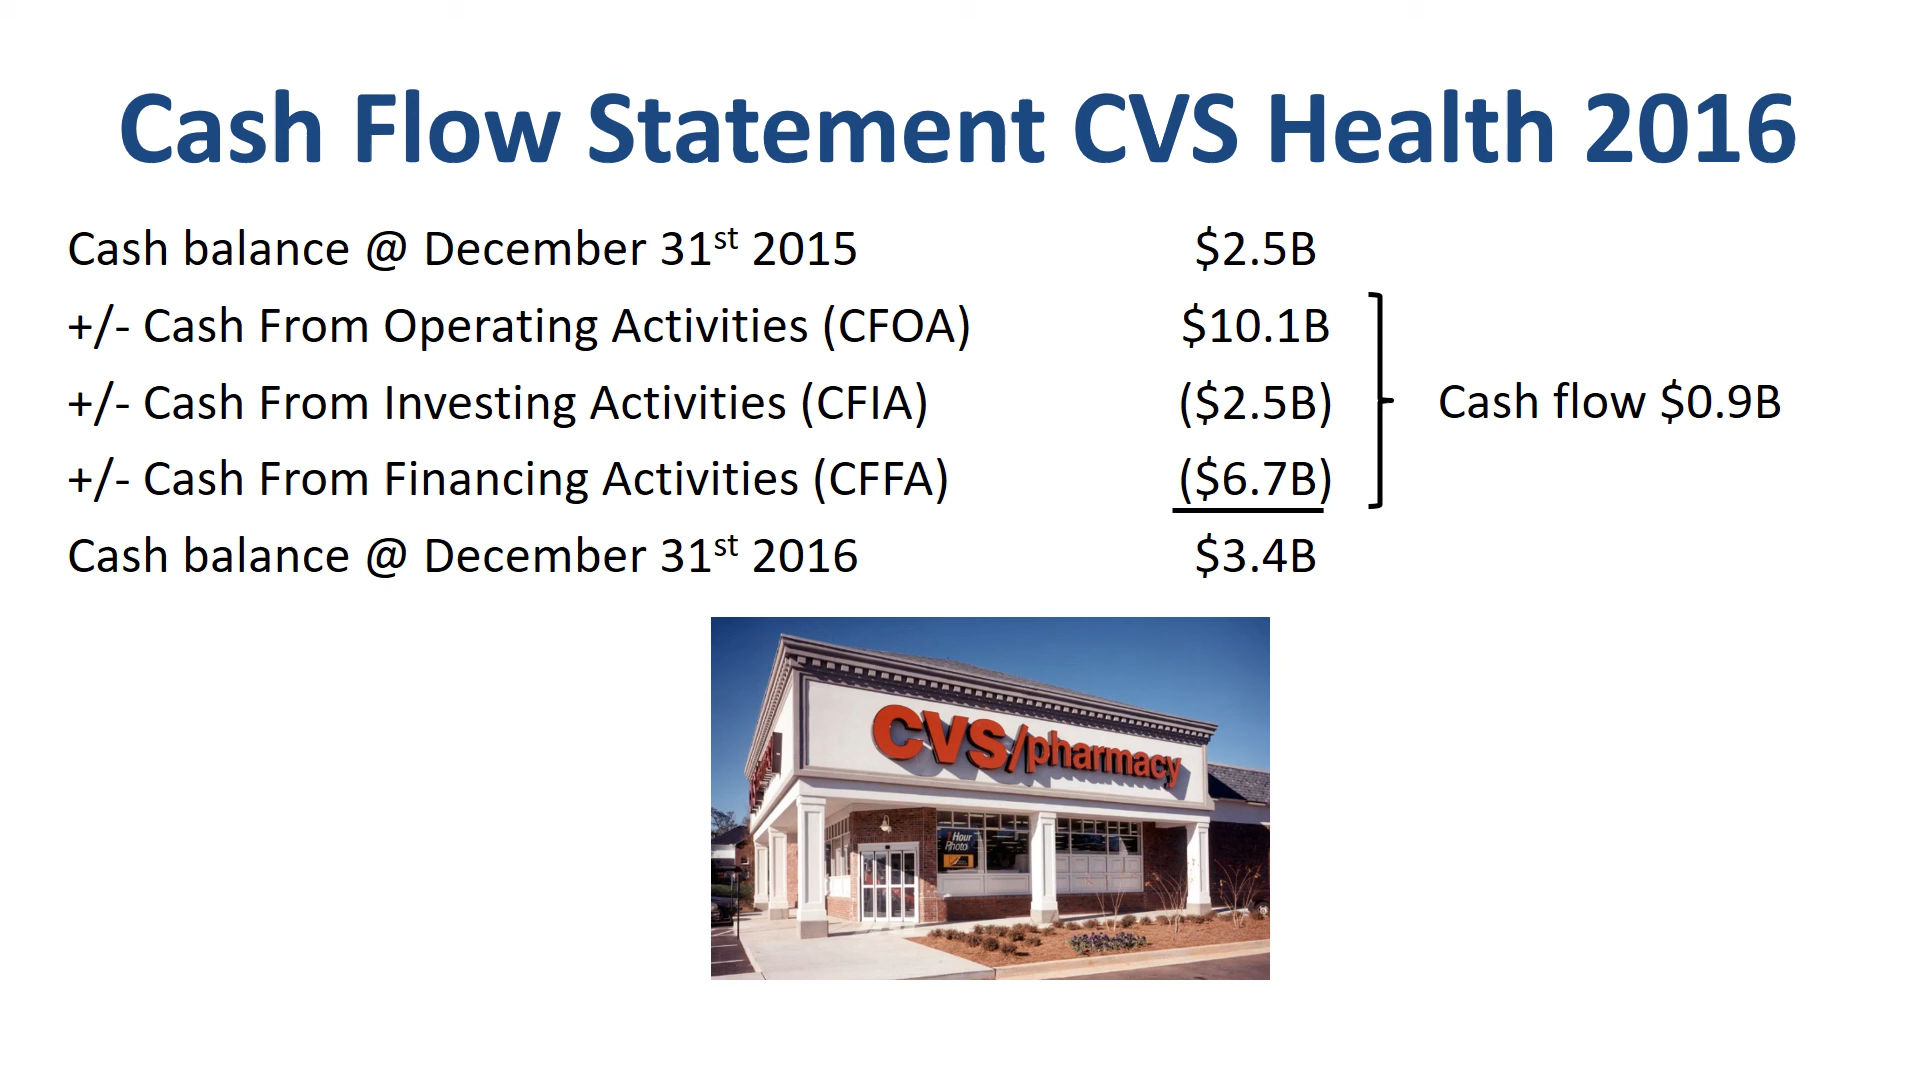 Cash Flow Statement CVS Health 2016
Cash balance @ December 31st 2015 $2.5B
+/- Cash From Operating Activities (CFOA) $10.1B
+/- Cash From Investing Activities (CFIA) ($2.5B) Cash flow $0.9B
+/- Cash From Financing Activities (CFFA) ($6.7B)
Cash balance @ December 31st 2016 $3.4B
CVS/pharmacy
1 Hour
Photo